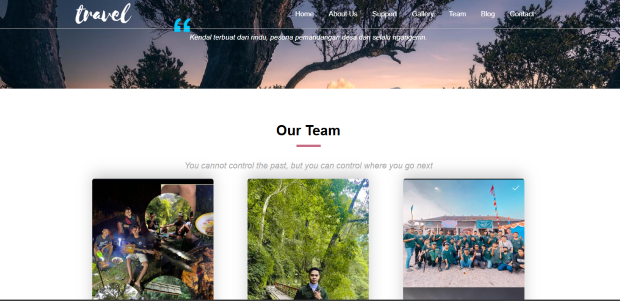 travel
Home About Us Support Gallery Team Blog Contact
“ Kendal terbuat dari rindu, pesona pemandangan desa dan selalu ngangenin.
Our Team
You cannot control the past, but you can control where you go next